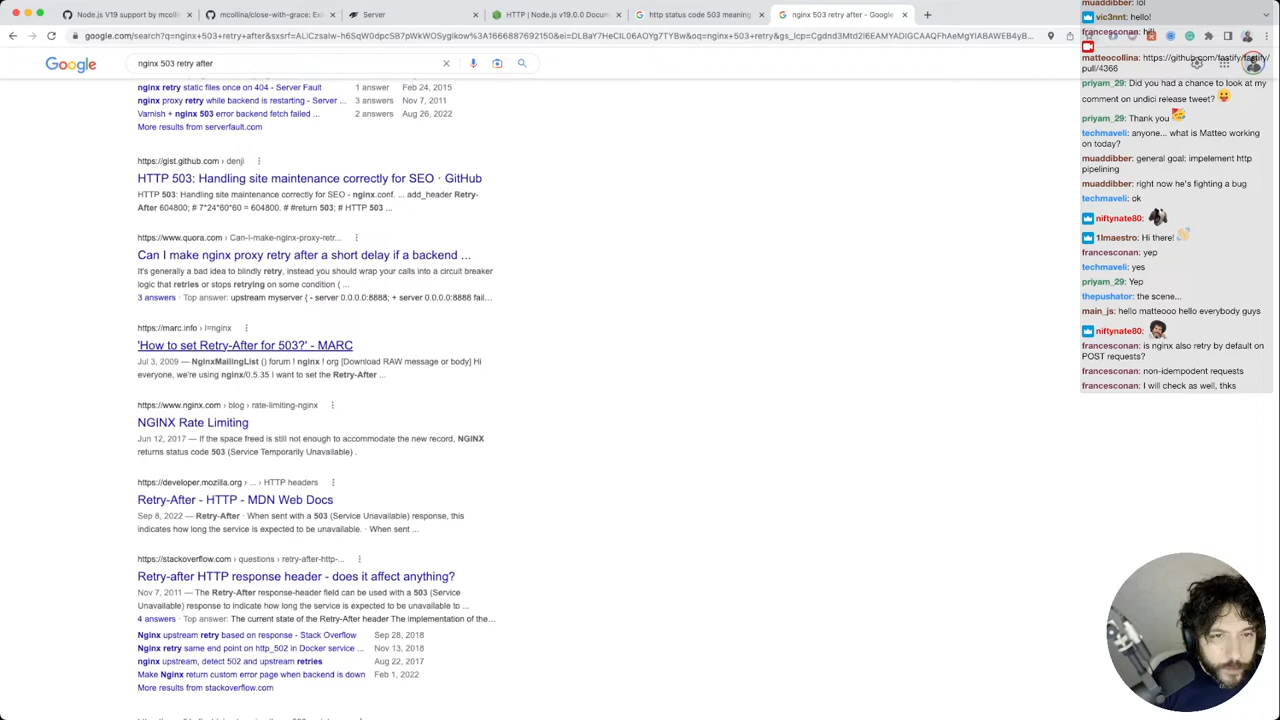 Node.js V19 support by mcollin
mcollina/close-with-grace: Exi
Server
HTTP | Node.js v19.0.0 Docum
http status code 503 meaning
nginx 503 retry after - Google
google.com/search?q=nginx+503+retry+after&sxsrf=
Google
nginx 503 retry after
nginx retry static files once on 404 - Server Fault 1 answer Feb 24, 2015
nginx proxy retry while backend is restarting - Server ... 3 answers Nov 7, 2011
Varnish + nginx 503 error backend fetch failed ... 2 answers Aug 26, 2022
More results from serverfault.com
https://gist.github.com › denji
HTTP 503: Handling site maintenance correctly for SEO · GitHub
HTTP 503: Handling site maintenance correctly for SEO - nginx.conf. ... add_header Retry-
After 604800; # 7*24*60*60 = 604800. # #return 503; # HTTP 503 ...
https://www.quora.com › Can-I-make-nginx-proxy-retr...
Can I make nginx proxy retry after a short delay if a backend ...
It's generally a bad idea to blindly retry, instead you should wrap your calls into a circuit breaker
logic that retries or stops retrying on some condition ( ...
3 answers · Top answer: upstream myserver { - server 0.0.0.0:8888; + server 0.0.0.0:8888 fail...
https://marc.info › l=nginx
'How to set Retry-After for 503?' - MARC
Jul 3, 2009 — NginxMailingList () forum ! nginx ! org [Download RAW message or body] Hi
everyone, we're using nginx/0.5.35 I want to set the Retry-After ...
https://www.nginx.com › blog › rate-limiting-nginx
NGINX Rate Limiting
Jun 12, 2017 — If the space freed is still not enough to accommodate the new record, NGINX
returns status code 503 (Service Temporarily Unavailable) .
https://developer.mozilla.org › ... › HTTP headers
Retry-After - HTTP - MDN Web Docs
Sep 8, 2022 — Retry-After · When sent with a 503 (Service Unavailable) response, this
indicates how long the service is expected to be unavailable. · When sent ...
https://stackoverflow.com › questions › retry-after-http-...
Retry-after HTTP response header - does it affect anything?
Nov 7, 2011 — The Retry-After response-header field can be used with a 503 (Service
Unavailable) response to indicate how long the service is expected to be unavailable to ...
4 answers · Top answer: The current state of the Retry-After header The implementation of the...
Nginx upstream retry based on response - Stack Overflow Sep 28, 2018
Nginx retry same end point on http_502 in Docker service ... Nov 13, 2018
nginx upstream, detect 502 and upstream retries Aug 22, 2017
Make Nginx return custom error page when backend is down Feb 1, 2022
More results from stackoverflow.com
muaddibber: lol
vic3nnt: hello!
francesconan: hi!
matteocollina: https://github.com/fastify/fastify/
pull/4366
priyam_29: Did you had a chance to look at my
comment on undici release tweet?
priyam_29: Thank you
techmaveli: anyone... what is Matteo working
on today?
muaddibber: general goal: implement http
pipelining
muaddibber: right now he's fighting a bug
techmaveli: ok
niftynate80:
1lmaestro: Hi there!
francesconan: yep
techmaveli: yes
priyam_29: Yep
thepushator: the scene...
main_js: hello matteooo hello everybody guys
niftynate80:
francesconan: is nginx also retry by default on
POST requests?
francesconan: non-idempodent requests
francesconan: I will check as well, thks